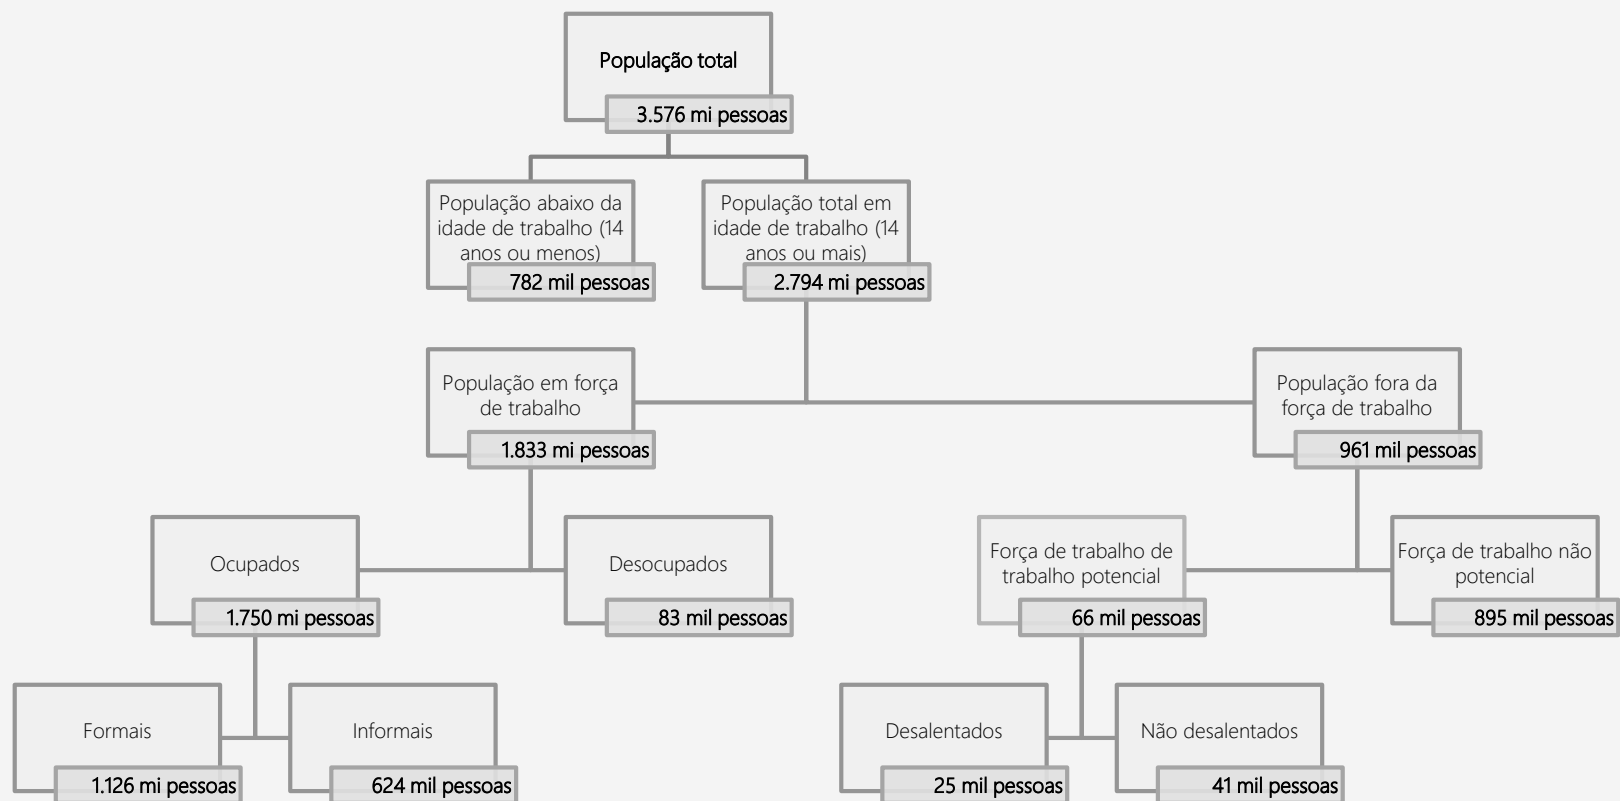 População total
3.576 mi pessoas
População abaixo da
idade de trabalho (14
anos ou menos)
782 mil pessoas
População total em
idade de trabalho (14
anos ou mais)
2.794 mi pessoas
População em força
de trabalho
1.833 mi pessoas
População fora da
força de trabalho
961 mil pessoas
Ocupados
1.750 mi pessoas
Desocupados
83 mil pessoas
Força de trabalho de
trabalho potencial
66 mil pessoas
Força de trabalho não
potencial
895 mil pessoas
Formais
1.126 mi pessoas
Informais
624 mil pessoas
Desalentados
25 mil pessoas
Não desalentados
41 mil pessoas